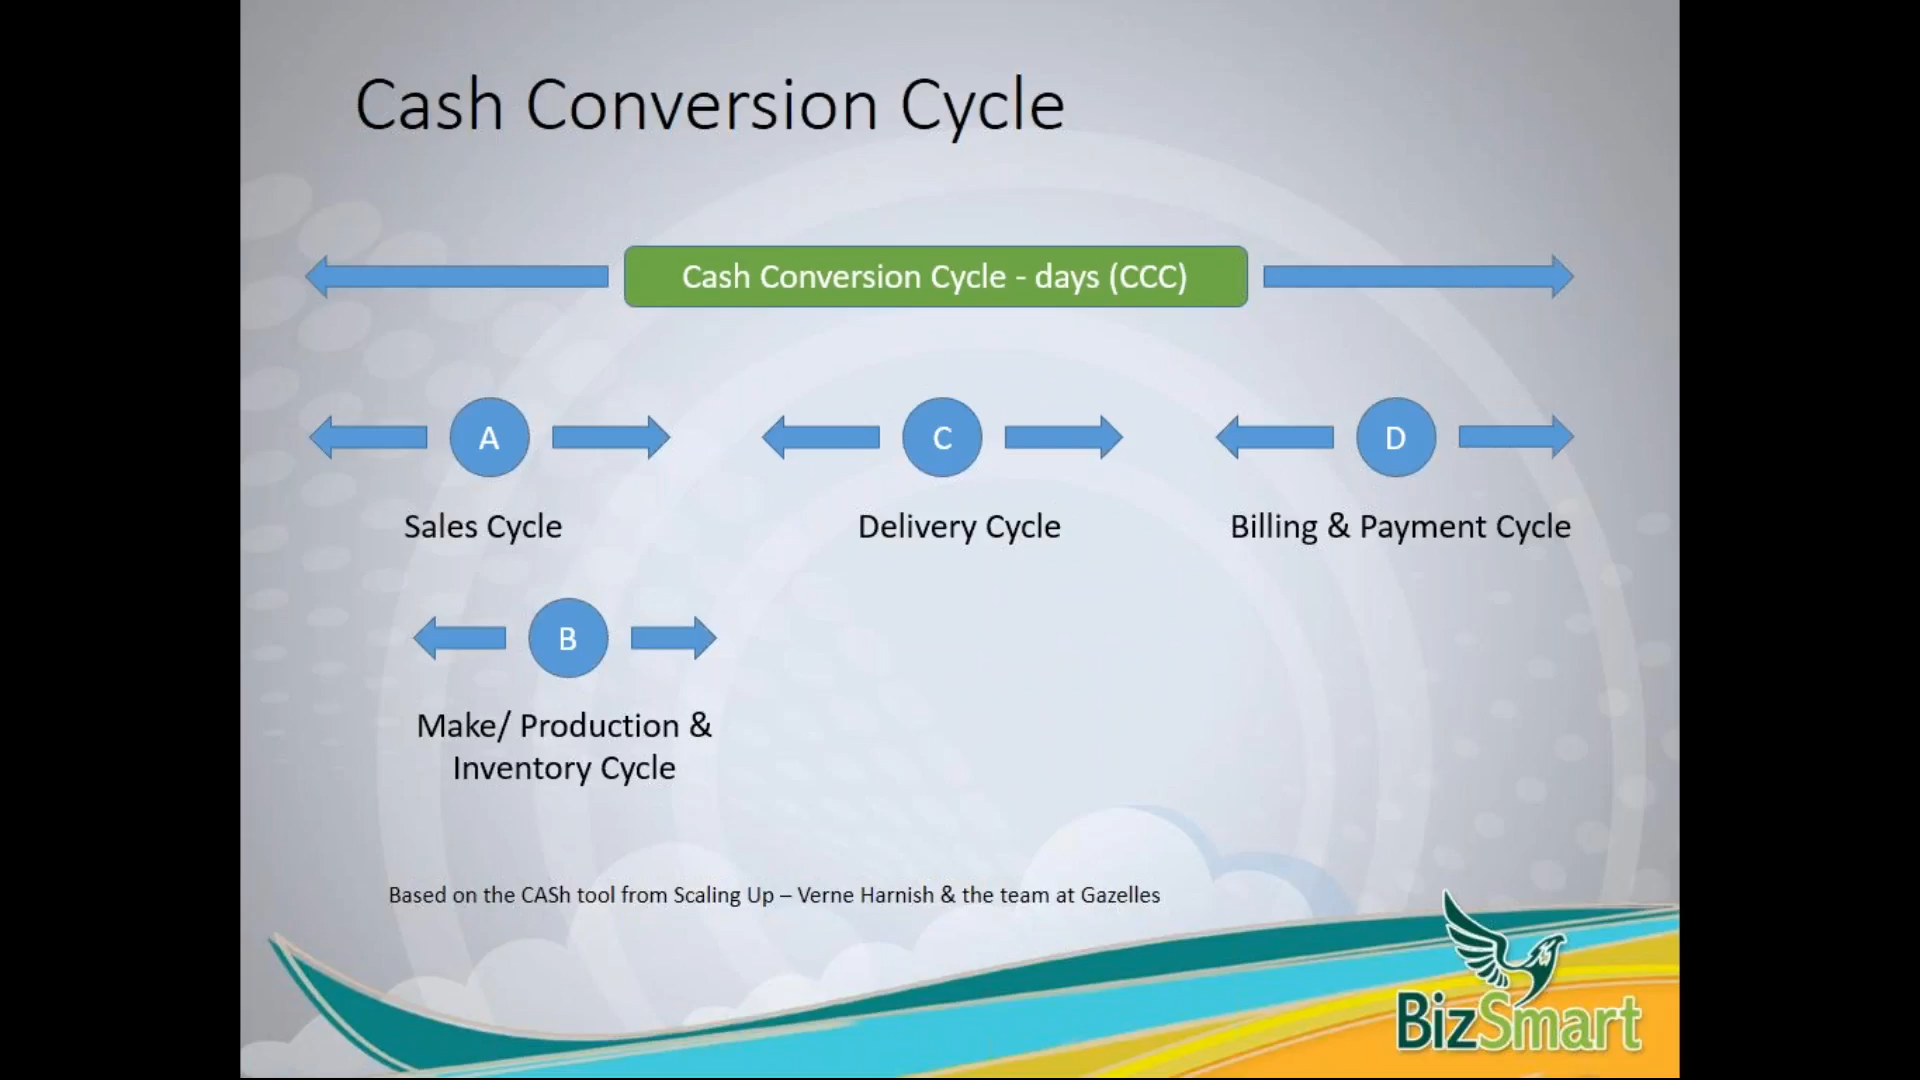 Cash Conversion Cycle
Cash Conversion Cycle - days (CCC)
A
C
D
Sales Cycle
Delivery Cycle
Billing & Payment Cycle
B
Make/ Production &
Inventory Cycle
Based on the CASh tool from Scaling Up – Verne Harnish & the team at Gazelles
BizSmart